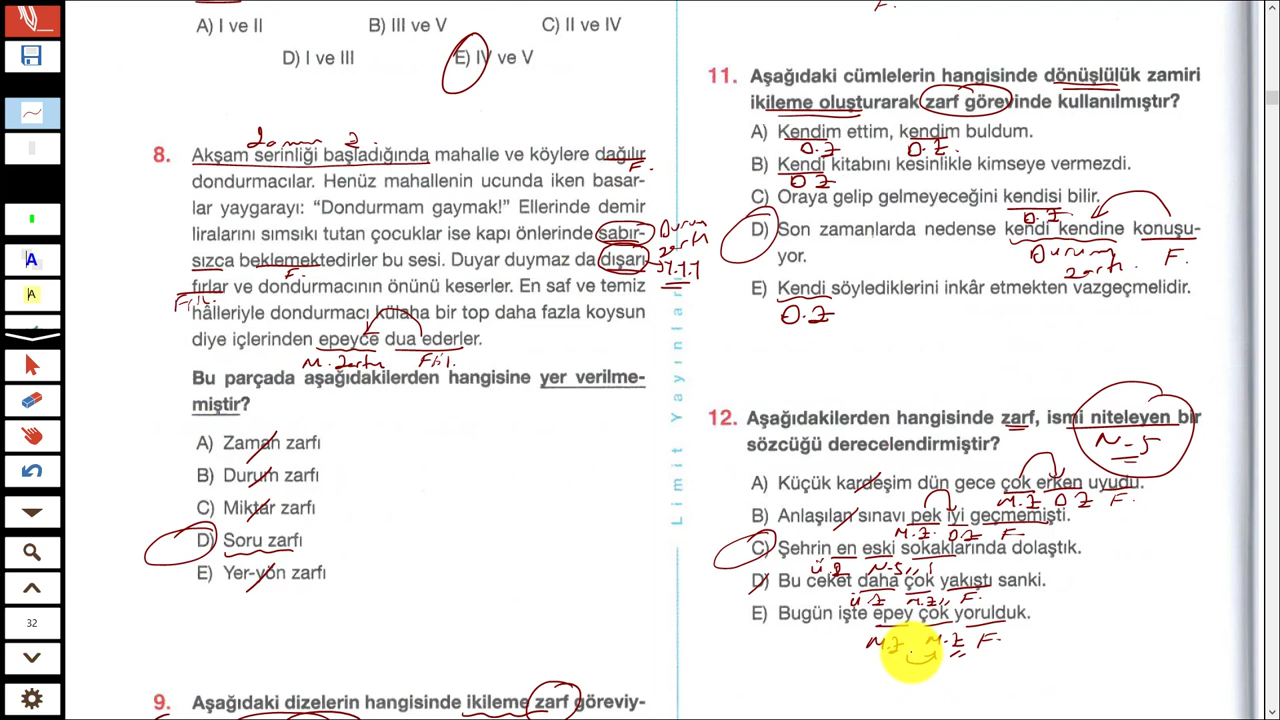 A) I ve II B) III ve V C) II ve IV
D) I ve III E) IV ve V
Zaman Z.
8. Akşam serinliği başladığında mahalle ve köylere dağılır
F.
dondurmacılar. Henüz mahallenin ucunda iken basar-
lar yaygarayı: “Dondurmam gaymak!” Ellerinde demir
liralarını sımsıkı tutan çocuklar ise kapı önlerinde sabır-
Durum
zarfı
sızca beklemektedirler bu sesi. Duyar duymaz da dışarı
F.
Y.Y.Z
fırlar ve dondurmacının önünü keserler. En saf ve temiz
Fiil.
hâlleriyle dondurmacı külaha bir top daha fazla koysun
diye içlerinden epeyce dua ederler.
M. Zarfı Fiil.
Bu parçada aşağıdakilerden hangisine yer verilme-
miştir?
A) Zaman zarfı
B) Durum zarfı
C) Miktar zarfı
D) Soru zarfı
E) Yer-yön zarfı
9. Aşağıdaki dizelerin hangisinde ikileme zarf göreviy-
Limit Yayınları
F.
11. Aşağıdaki cümlelerin hangisinde dönüşlülük zamiri
ikileme oluşturarak zarf görevinde kullanılmıştır?
A) Kendim ettim, kendim buldum.
D.Z D.Z.
B) Kendi kitabını kesinlikle kimseye vermezdi.
D.Z
C) Oraya gelip gelmeyeceğini kendisi bilir.
D.Z
D) Son zamanlarda nedense kendi kendine konuşu-
yor.
Durum zarfı. F.
E) Kendi söylediklerini inkâr etmekten vazgeçmelidir.
D.Z
12. Aşağıdakilerden hangisinde zarf, ismi niteleyen bir
sözcüğü derecelendirmiştir?
N-S
A) Küçük kardeşim dün gece çok erken uyudu.
M.Z D Z F.
B) Anlaşılan sınavı pek iyi geçmemişti.
M.Z. D.Z F
C) Şehrin en eski sokaklarında dolaştık.
ü.Z N-S, İ
D) Bu ceket daha çok yakıştı sanki.
ü Z M.Z, F.
E) Bugün işte epey çok yorulduk.
M.Z. M.Z F.
A
A
32